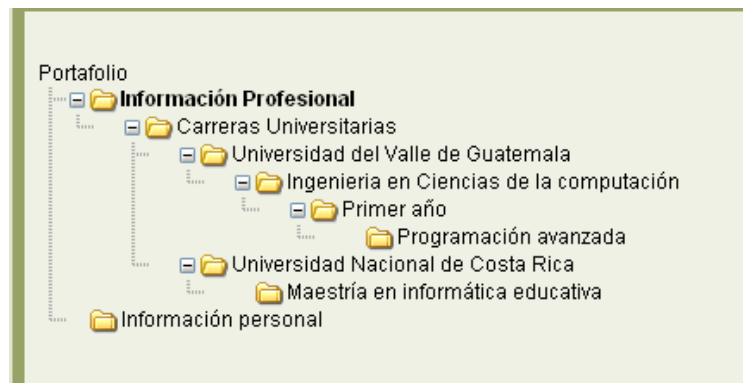 Portafolio
Información Profesional
Carreras Universitarias
Universidad del Valle de Guatemala
Ingenieria en Ciencias de la computación
Primer año
Programación avanzada
Universidad Nacional de Costa Rica
Maestría en informática educativa
Información personal